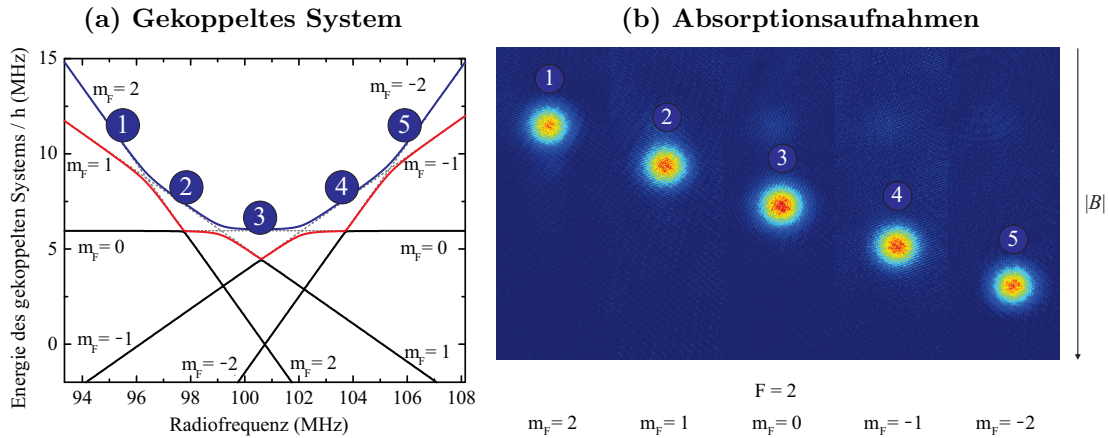 (a) Gekoppeltes System
(b) Absorptionsaufnahmen
Energie des gekoppelten Systems / h (MHz)
15
10
5
0
m_F= 2
m_F= -2
m_F= 1
m_F= -1
m_F= 0
m_F= 0
m_F= -1
m_F= -2
m_F= 2
m_F= 1
1
2
3
4
5
94 96 98 100 102 104 106 108
Radiofrequenz (MHz)
1
2
3
4
5
|B|
F = 2
m_F= 2 m_F= 1 m_F= 0 m_F= -1 m_F= -2